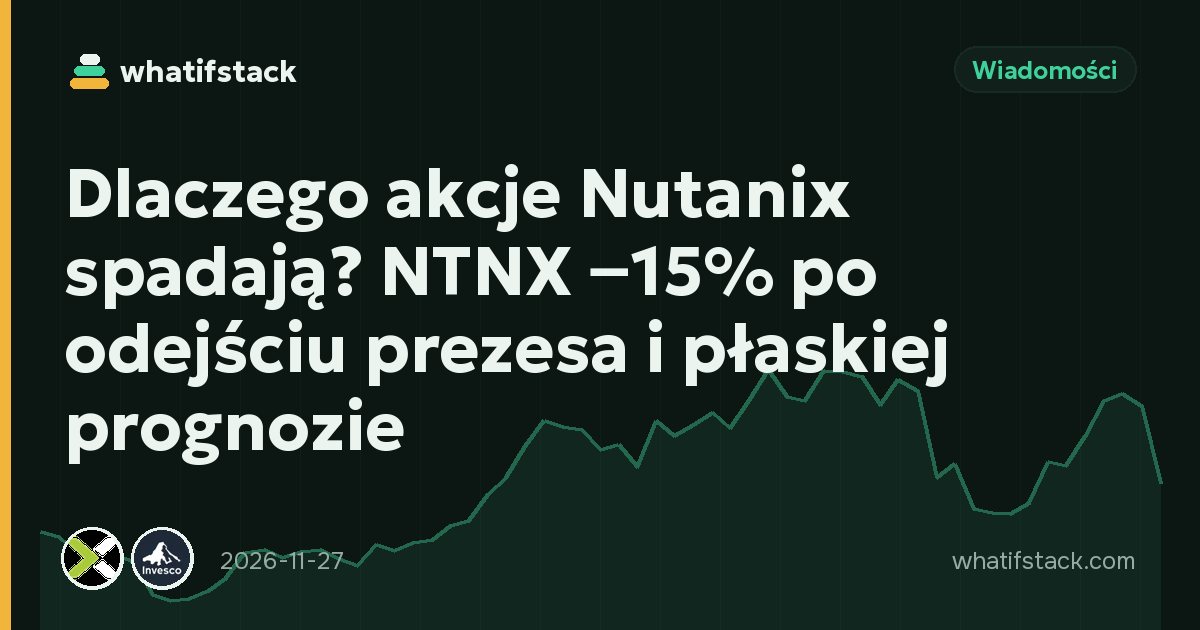 whatifstack
Wiadomości
Dlaczego akcje Nutanix
spadają? NTNX −15% po
odejściu prezesa i płaskiej
prognozie
Invesco
2026-11-27
whatifstack.com